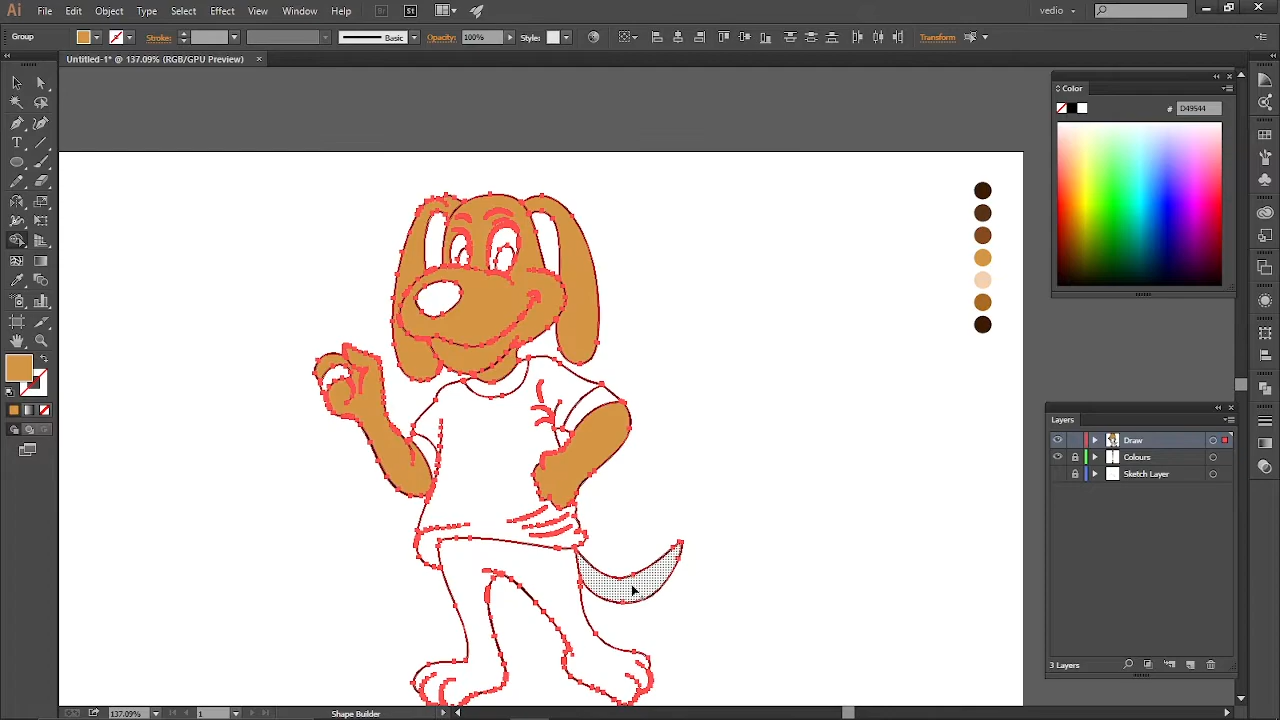 Ai File Edit Object Type Select Effect View Window Help Br St vedio
Group Stroke: Basic Opacity: 100% Style: Transform
Untitled-1* @ 137.09% (RGB/GPU Preview) ×
Color
# D49544
Layers
Draw
Colours
Sketch Layer
3 Layers
137.09% 1 Shape Builder